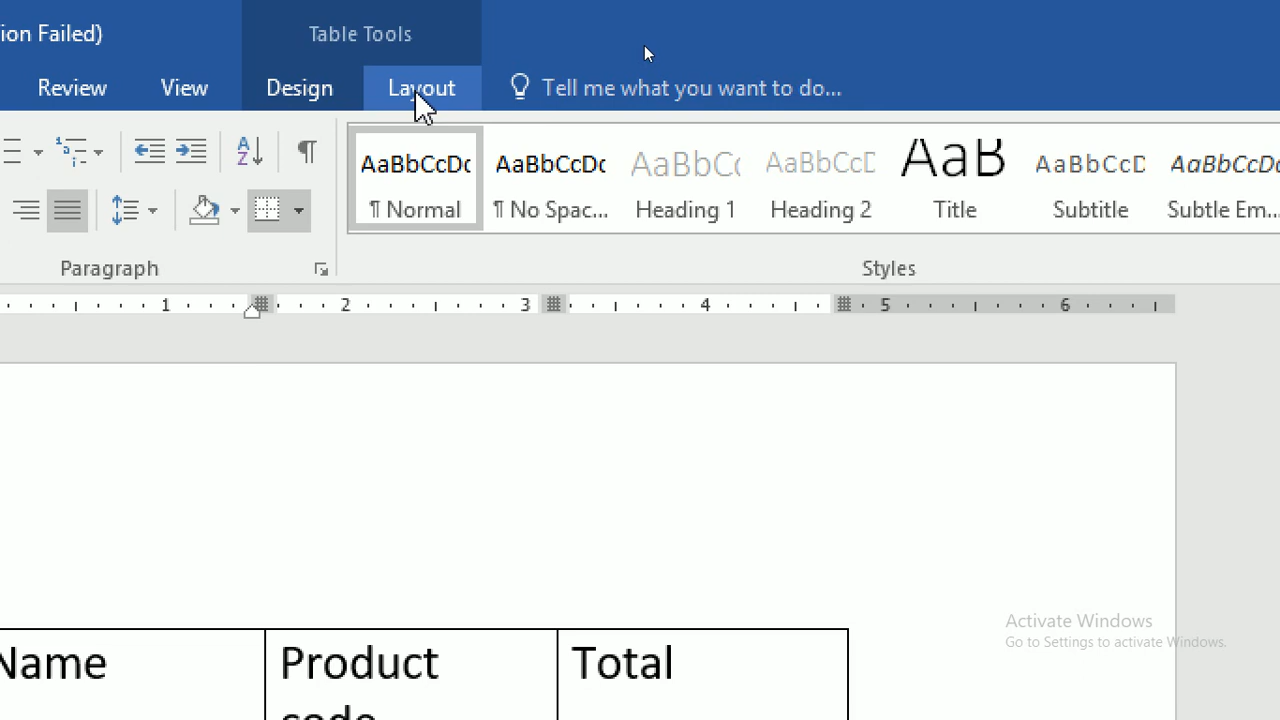 ion Failed)
Table Tools
Review View Design Layout Tell me what you want to do...
AaBbCcDc AaBbCcDc AaBbCc AaBbCcD AaB AaBbCcD AaBbCcDc
¶ Normal ¶ No Spac... Heading 1 Heading 2 Title Subtitle Subtle Em...
Paragraph Styles
1 2 3 4 5 6
Activate Windows
Go to Settings to activate Windows.
Name Product Total
code